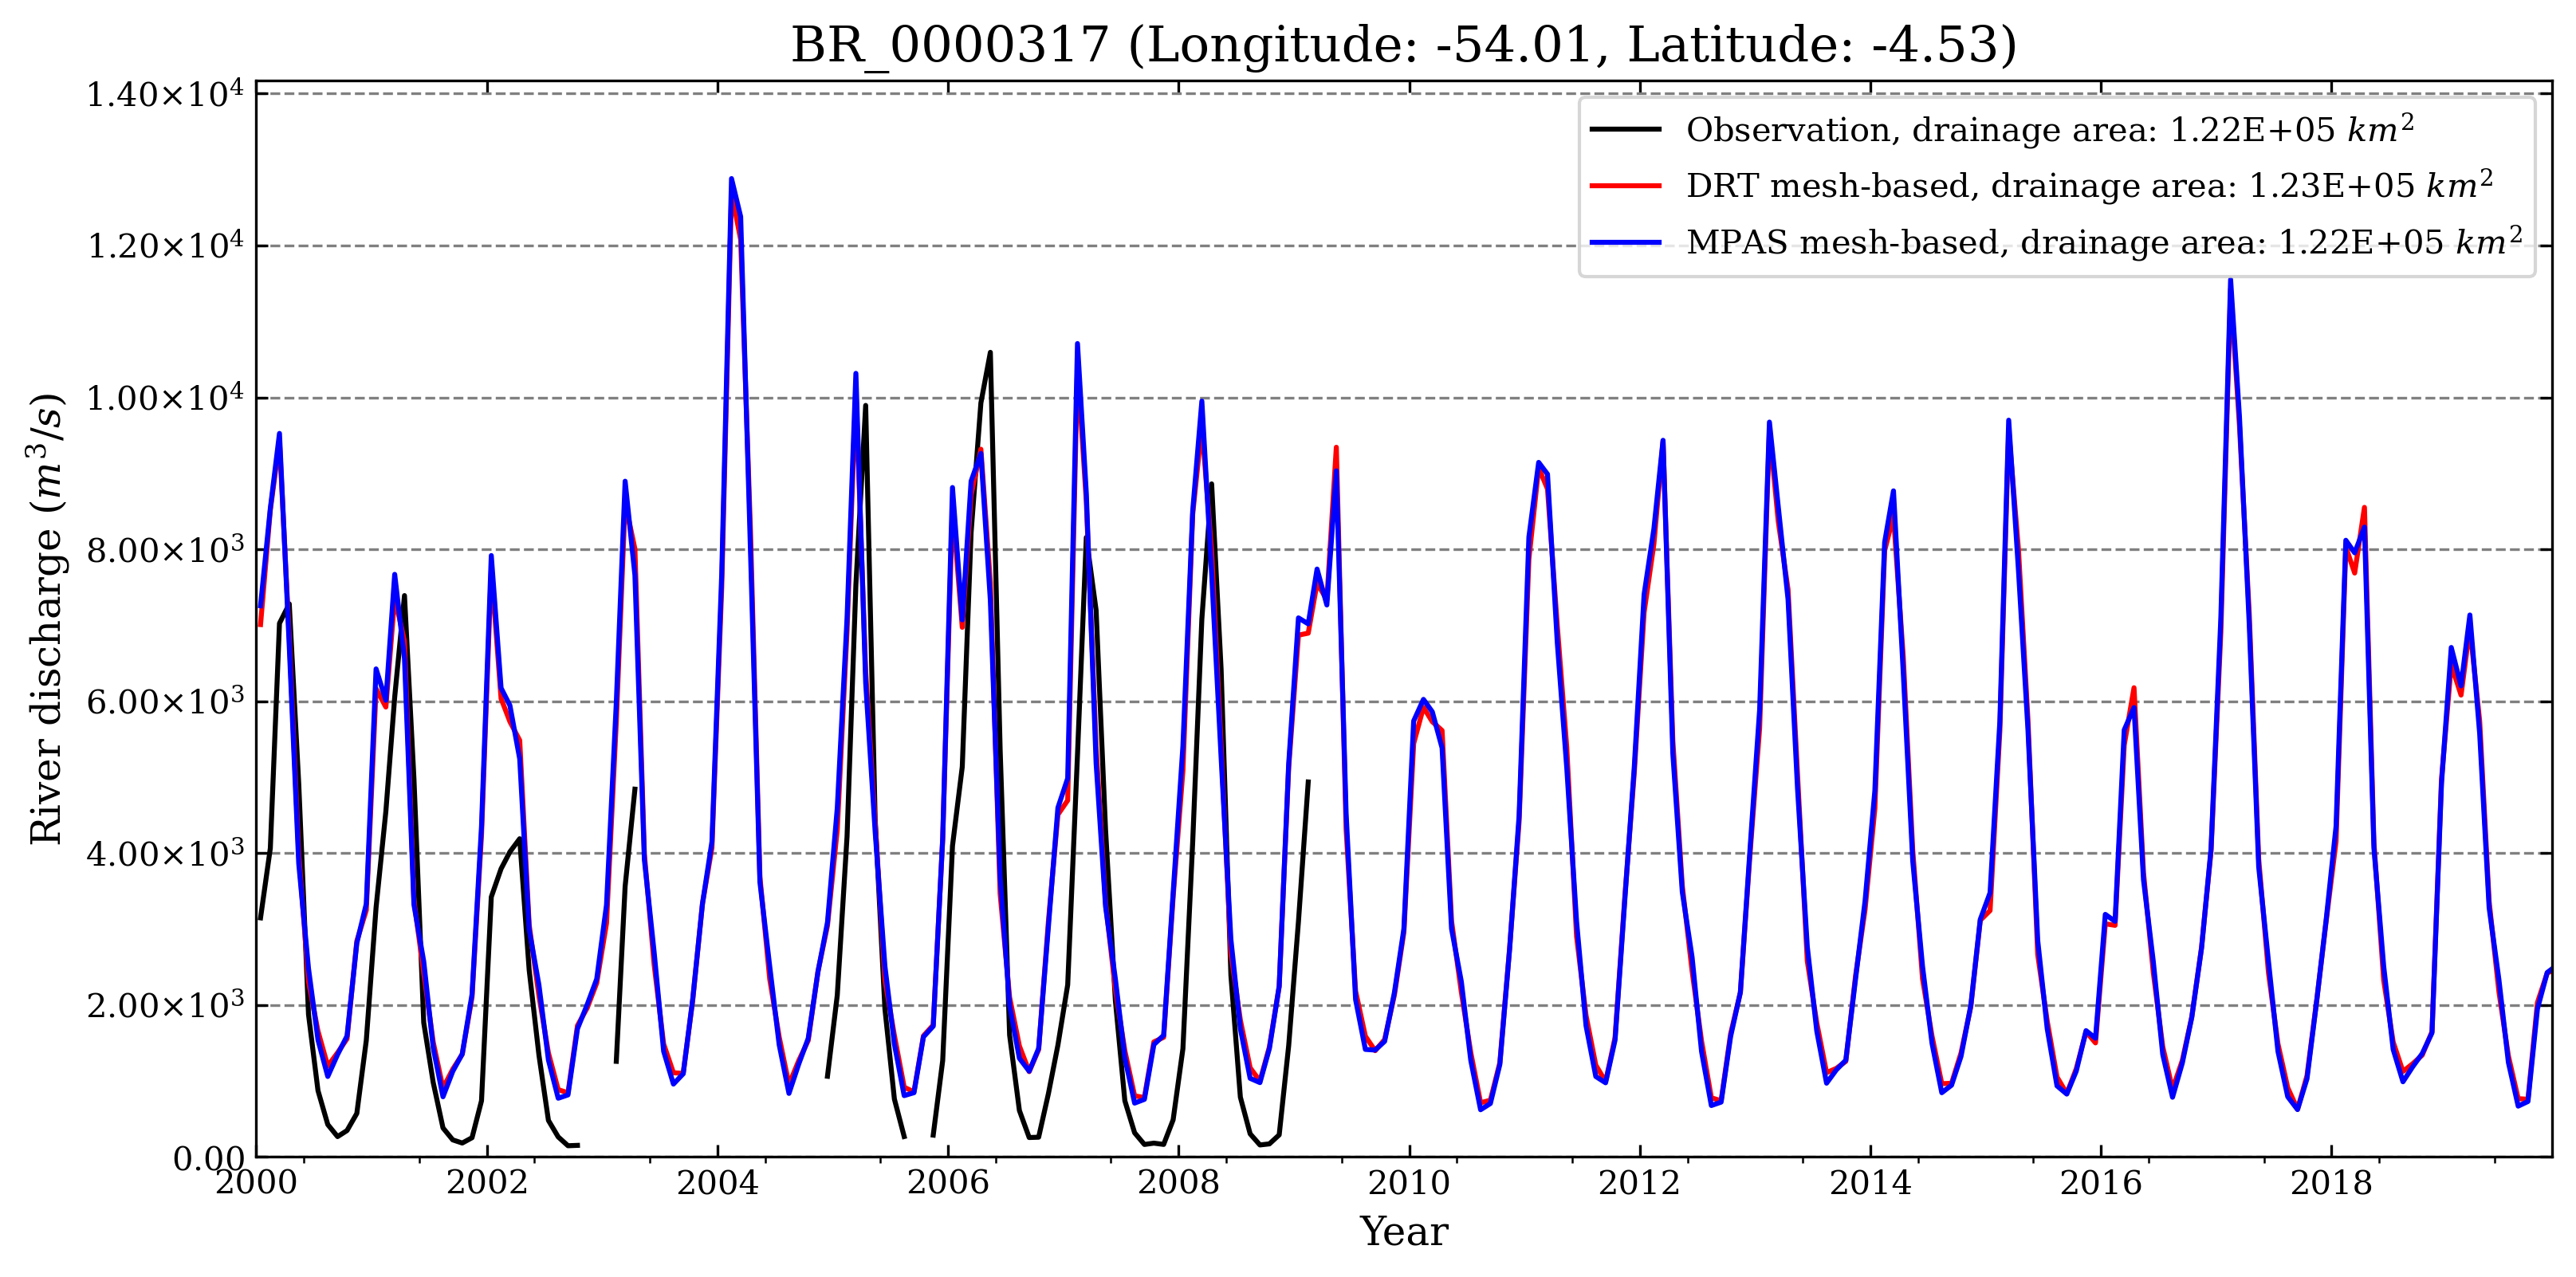 BR_0000317 (Longitude: -54.01, Latitude: -4.53)
1.40×10⁴
1.20×10⁴
1.00×10⁴
8.00×10³
6.00×10³
4.00×10³
2.00×10³
0.00
River discharge (m³/s)
Observation, drainage area: 1.22E+05 km²
DRT mesh-based, drainage area: 1.23E+05 km²
MPAS mesh-based, drainage area: 1.22E+05 km²
2000 2002 2004 2006 2008 2010 2012 2014 2016 2018
Year